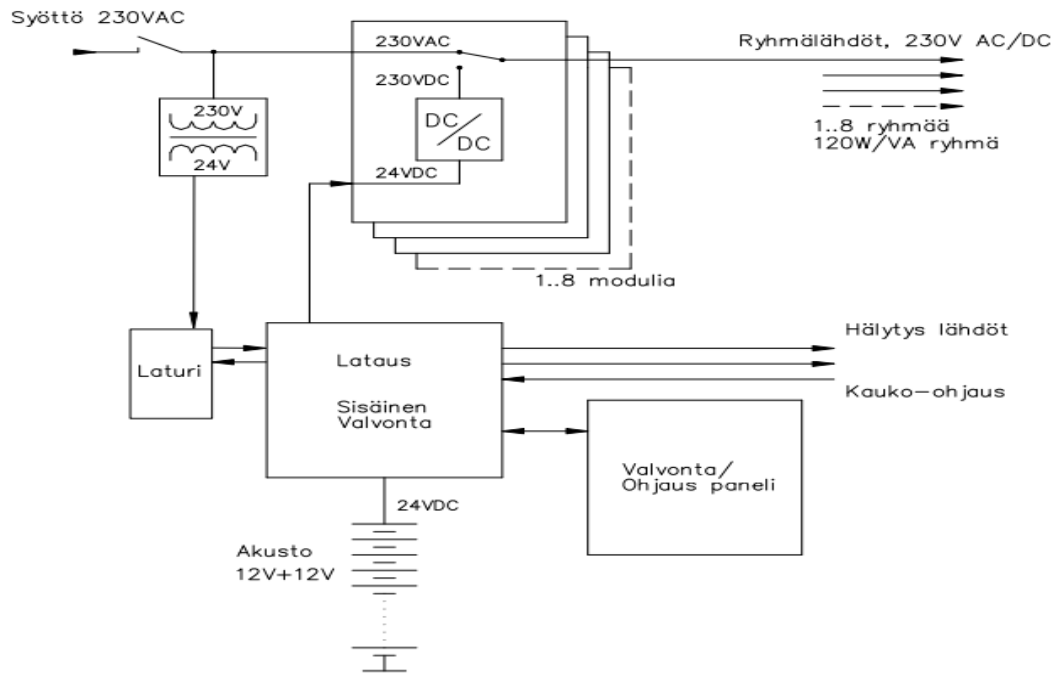 Syöttö 230VAC
230VAC
Ryhmälähdöt, 230V AC/DC
230VDC
230V
24V
DC/DC
24VDC
1..8 ryhmää
120W/VA ryhmä
1..8 modulia
Laturi
Lataus
Sisäinen
Valvonta
Hälytys lähdöt
Kauko-ohjaus
Valvonta/
Ohjaus paneli
24VDC
Akusto
12V+12V